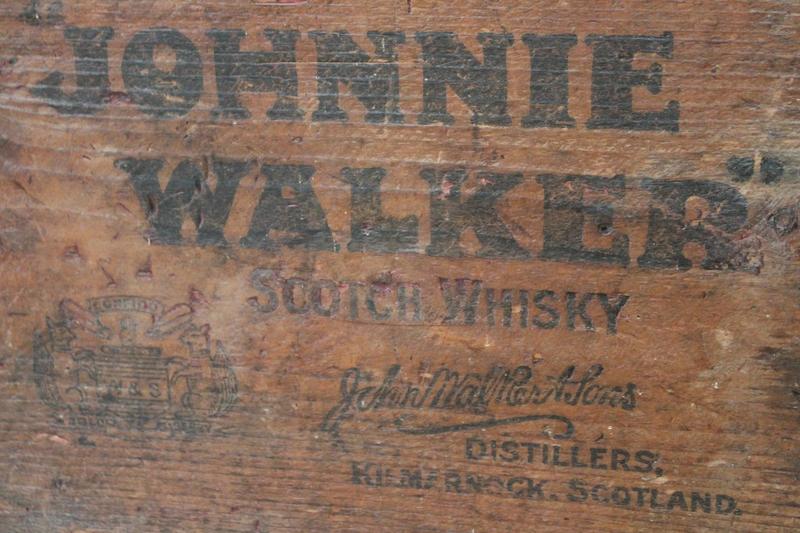 "JOHNNIE
WALKER"
SCOTCH WHISKY
W & S
John Walker & Sons
DISTILLERS,
KILMARNOCK, SCOTLAND.